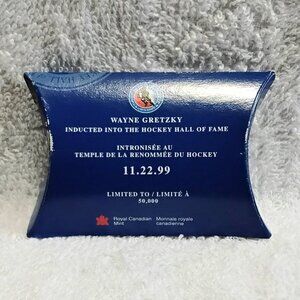 WAYNE GRETZKY
INDUCTED INTO THE HOCKEY HALL OF FAME
INTRONISÉE AU
TEMPLE DE LA RENOMMÉE DU HOCKEY
11.22.99
LIMITED TO / LIMITÉ À
50,000
Royal Canadian Mint
Monnaie royale canadienne